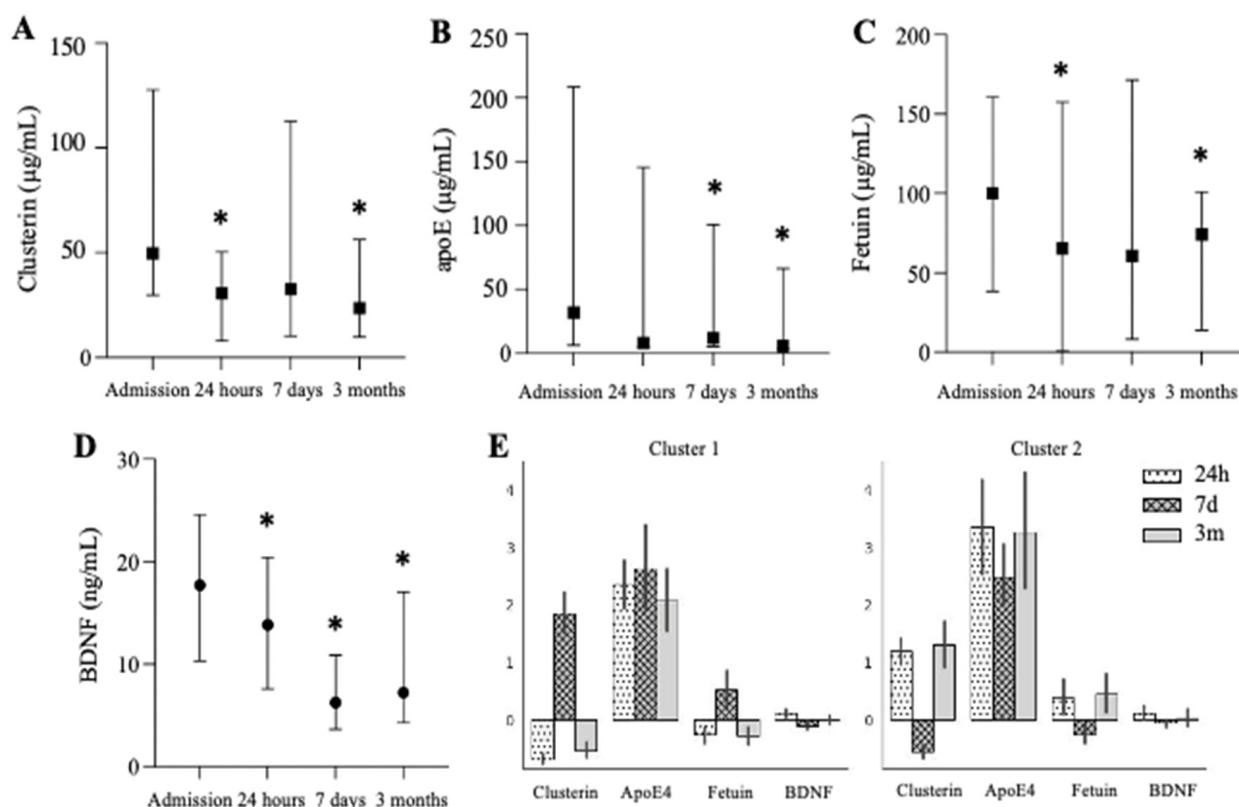 A
Clusterin (µg/mL)
150
100
50
0
*
*
Admission 24 hours 7 days 3 months
B
apoE (µg/mL)
250
200
150
100
50
0
*
*
Admission 24 hours 7 days 3 months
C
Fetuin (µg/mL)
200
150
100
50
0
*
*
Admission 24 hours 7 days 3 months
D
BDNF (ng/mL)
30
20
10
0
*
*
*
Admission 24 hours 7 days 3 months
E
Cluster 1
4
3
2
1
0
Clusterin ApoE4 Fetuin BDNF
Cluster 2
4
3
2
1
0
Clusterin ApoE4 Fetuin BDNF
24h
7d
3m